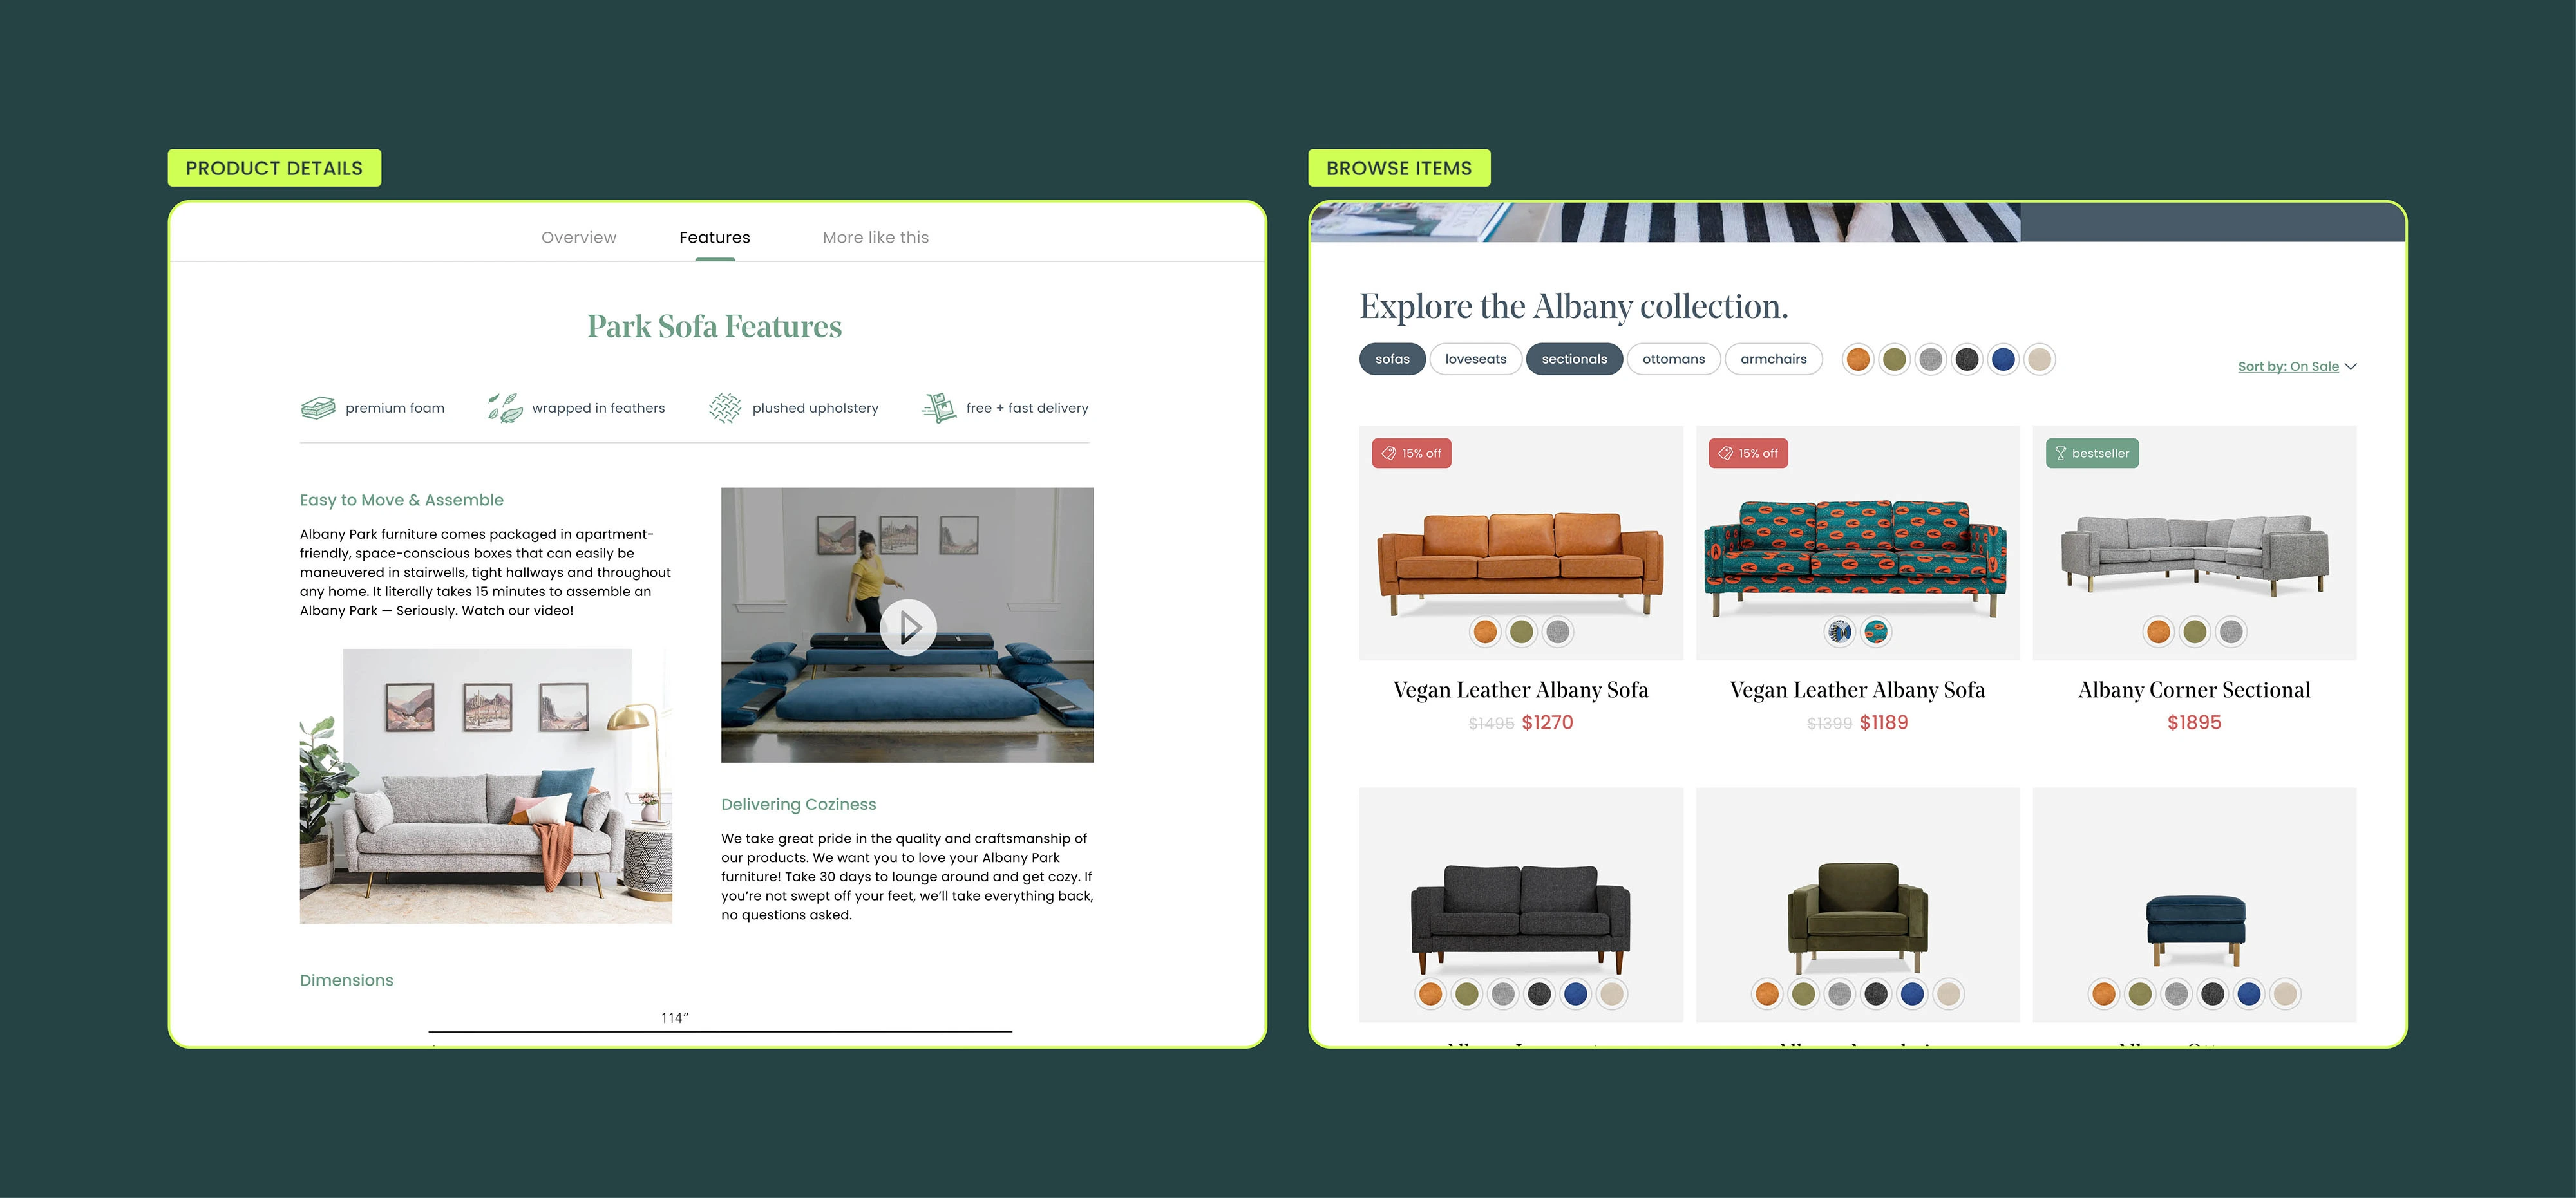 PRODUCT DETAILS
Overview
Features
More like this
Park Sofa Features
premium foam
wrapped in feathers
plushed upholstery
free + fast delivery
Easy to Move & Assemble
Albany Park furniture comes packaged in apartment-
friendly, space-conscious boxes that can easily be
maneuvered in stairwells, tight hallways and throughout
any home. It literally takes 15 minutes to assemble an
Albany Park — Seriously. Watch our video!
Delivering Coziness
We take great pride in the quality and craftsmanship of
our products. We want you to love your Albany Park
furniture! Take 30 days to lounge around and get cozy. If
you’re not swept off your feet, we’ll take everything back,
no questions asked.
Dimensions
114”
BROWSE ITEMS
Explore the Albany collection.
sofas
loveseats
sectionals
ottomans
armchairs
Sort by: On Sale
15% off
Vegan Leather Albany Sofa
$1495 $1270
15% off
Vegan Leather Albany Sofa
$1399 $1189
bestseller
Albany Corner Sectional
$1895